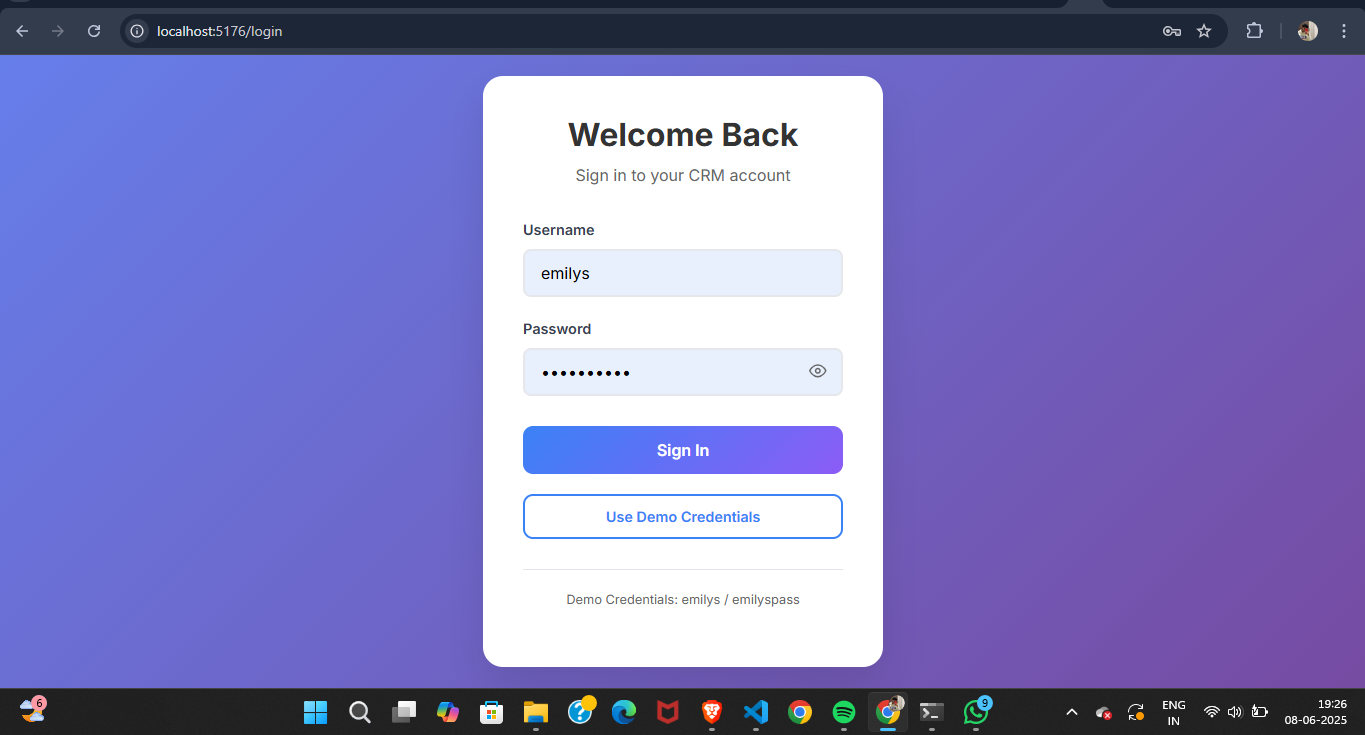 localhost:5176/login
Welcome Back
Sign in to your CRM account
Username
emilys
Password
••••••••••
Sign In
Use Demo Credentials
Demo Credentials: emilys / emilyspass
6
9
ENG
IN
19:26
08-06-2025